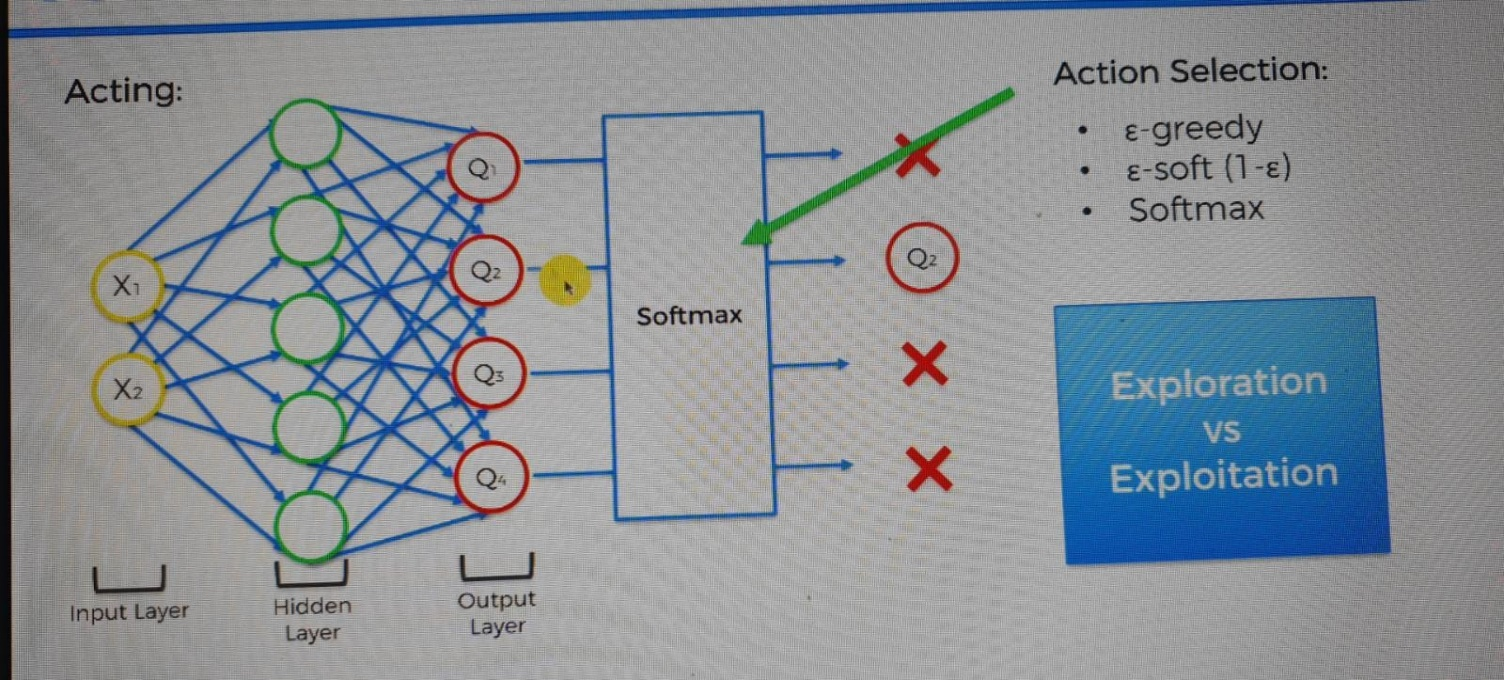 Acting:
X1
X2
Q1
Q2
Q3
Q4
Softmax
Q2
Input Layer
Hidden
Layer
Output
Layer
Action Selection:
• ε-greedy
• ε-soft (1-ε)
• Softmax
Exploration
vs
Exploitation